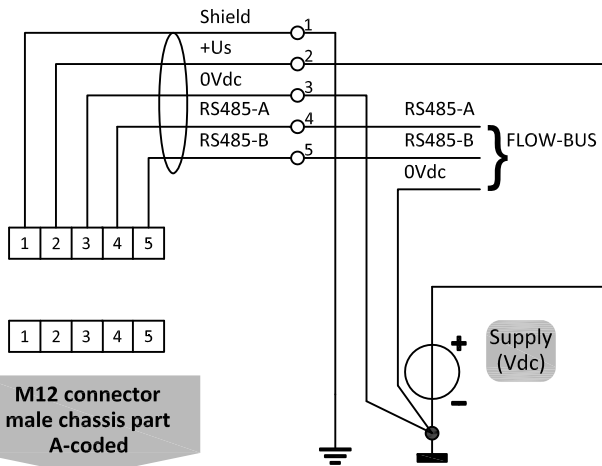 Shield
1
+Us
2
0Vdc
3
RS485-A
4
RS485-A
RS485-B
5
RS485-B
} FLOW-BUS
0Vdc
1 2 3 4 5
1 2 3 4 5
+
Supply
(Vdc)
−
M12 connector
male chassis part
A-coded